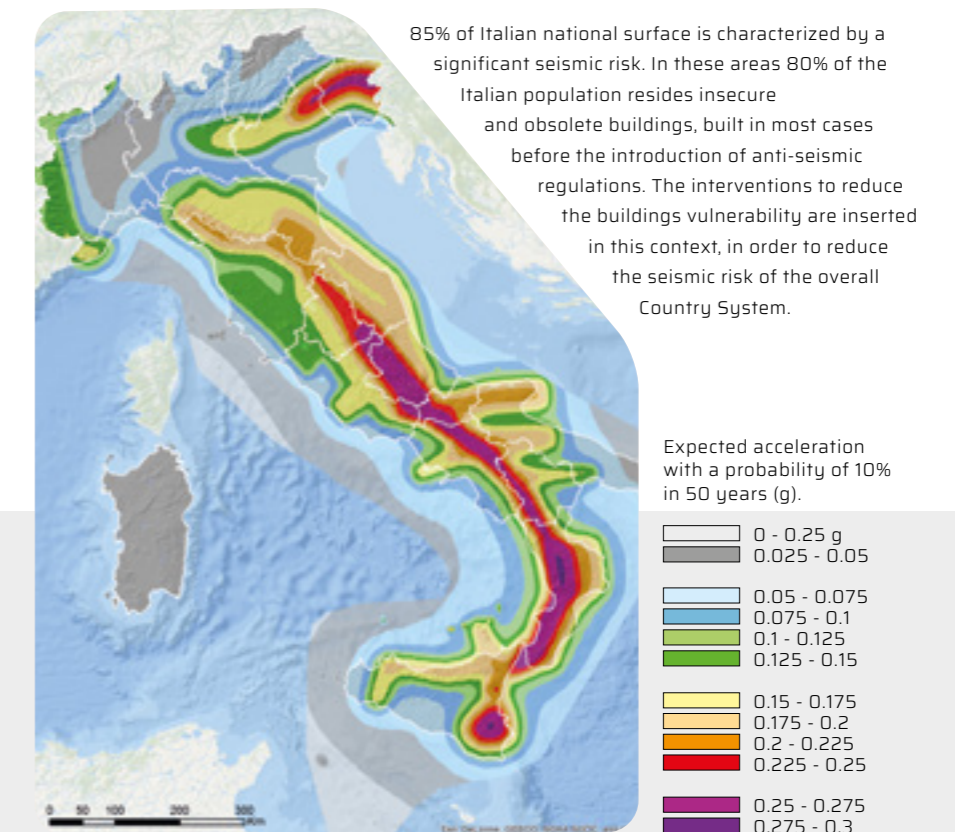 85% of Italian national surface is characterized by a
significant seismic risk. In these areas 80% of the
Italian population resides insecure
and obsolete buildings, built in most cases
before the introduction of anti-seismic
regulations. The interventions to reduce
the buildings vulnerability are inserted
in this context, in order to reduce
the seismic risk of the overall
Country System.
Expected acceleration
with a probability of 10%
in 50 years (g).
0 - 0.25 g
0.025 - 0.05
0.05 - 0.075
0.075 - 0.1
0.1 - 0.125
0.125 - 0.15
0.15 - 0.175
0.175 - 0.2
0.2 - 0.225
0.225 - 0.25
0.25 - 0.275
0.275 - 0.3
0 50 100 200 300